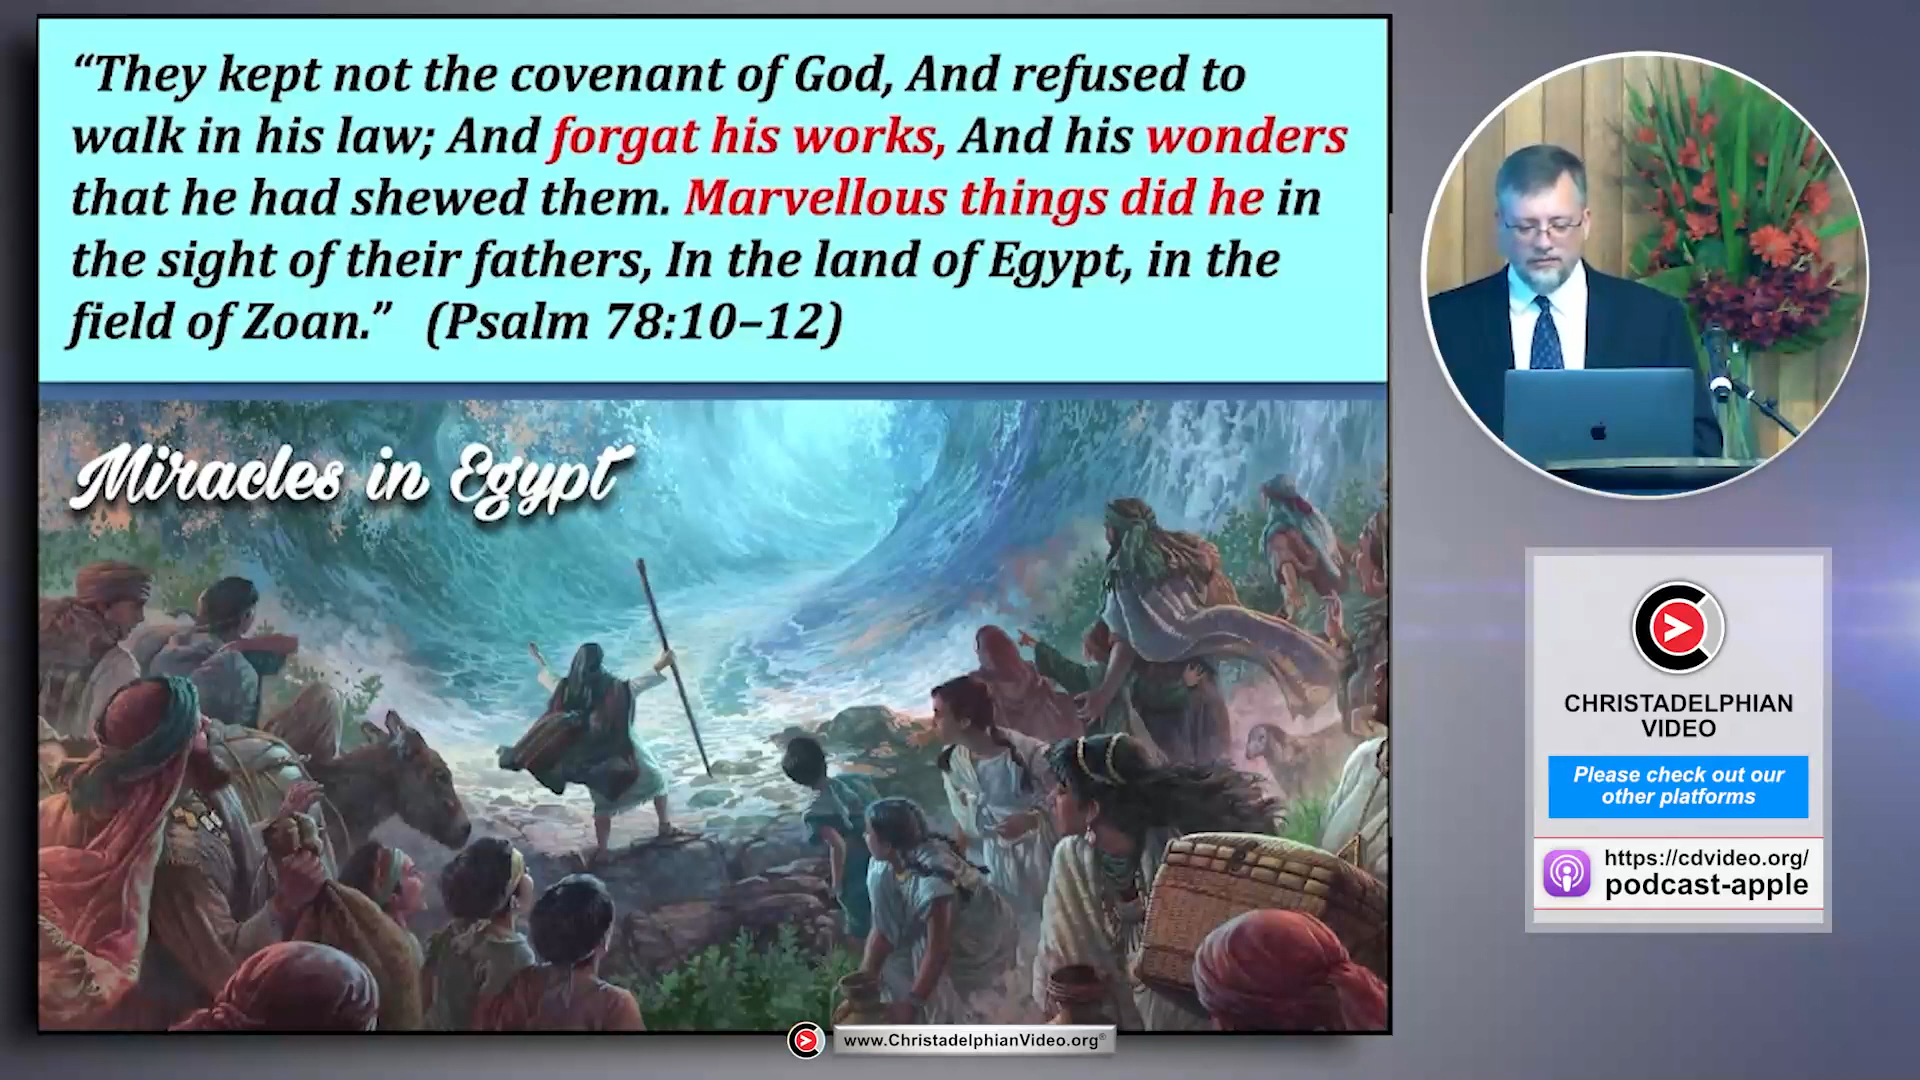 “They kept not the covenant of God, And refused to
walk in his law; And forgat his works, And his wonders
that he had shewed them. Marvellous things did he in
the sight of their fathers, In the land of Egypt, in the
field of Zoan.” (Psalm 78:10–12)
Miracles in Egypt
CHRISTADELPHIAN
VIDEO
Please check out our
other platforms
https://cdvideo.org/
podcast-apple
www.ChristadelphianVideo.org®